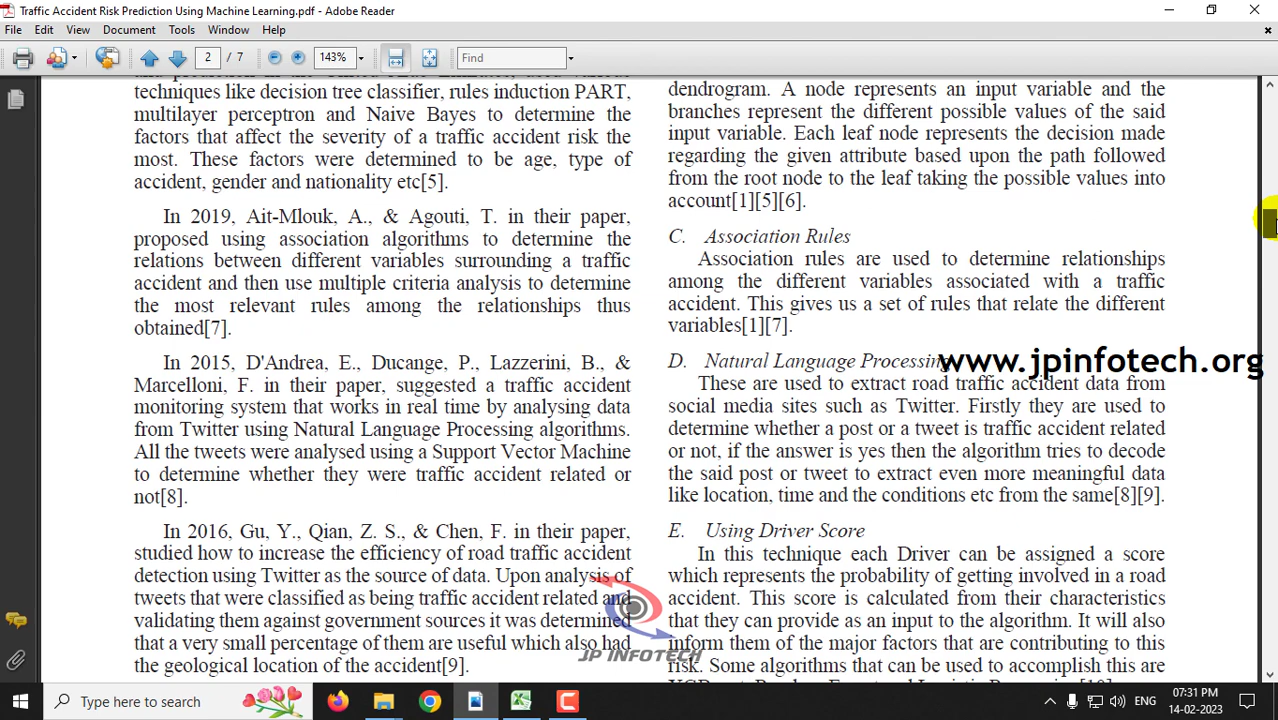 Traffic Accident Risk Prediction Using Machine Learning.pdf - Adobe Reader
File Edit View Document Tools Window Help
2 / 7 143% Find
techniques like decision tree classifier, rules induction PART,
multilayer perceptron and Naive Bayes to determine the
factors that affect the severity of a traffic accident risk the
most. These factors were determined to be age, type of
accident, gender and nationality etc[5].
In 2019, Ait-Mlouk, A., & Agouti, T. in their paper,
proposed using association algorithms to determine the
relations between different variables surrounding a traffic
accident and then use multiple criteria analysis to determine
the most relevant rules among the relationships thus
obtained[7].
In 2015, D'Andrea, E., Ducange, P., Lazzerini, B., &
Marcelloni, F. in their paper, suggested a traffic accident
monitoring system that works in real time by analysing data
from Twitter using Natural Language Processing algorithms.
All the tweets were analysed using a Support Vector Machine
to determine whether they were traffic accident related or
not[8].
In 2016, Gu, Y., Qian, Z. S., & Chen, F. in their paper,
studied how to increase the efficiency of road traffic accident
detection using Twitter as the source of data. Upon analysis of
tweets that were classified as being traffic accident related and
validating them against government sources it was determined
that a very small percentage of them are useful which also had
the geological location of the accident[9].
dendrogram. A node represents an input variable and the
branches represent the different possible values of the said
input variable. Each leaf node represents the decision made
regarding the given attribute based upon the path followed
from the root node to the leaf taking the possible values into
account[1][5][6].
C. Association Rules
Association rules are used to determine relationships
among the different variables associated with a traffic
accident. This gives us a set of rules that relate the different
variables[1][7].
D. Natural Language Processing
www.jpinfotech.org
These are used to extract road traffic accident data from
social media sites such as Twitter. Firstly they are used to
determine whether a post or a tweet is traffic accident related
or not, if the answer is yes then the algorithm tries to decode
the said post or tweet to extract even more meaningful data
like location, time and the conditions etc from the same[8][9].
E. Using Driver Score
In this technique each Driver can be assigned a score
which represents the probability of getting involved in a road
accident. This score is calculated from their characteristics
that they can provide as an input to the algorithm. It will also
inform them of the major factors that are contributing to this
risk. Some algorithms that can be used to accomplish this are
JP INFOTECH
Type here to search
ENG
07:31 PM
14-02-2023